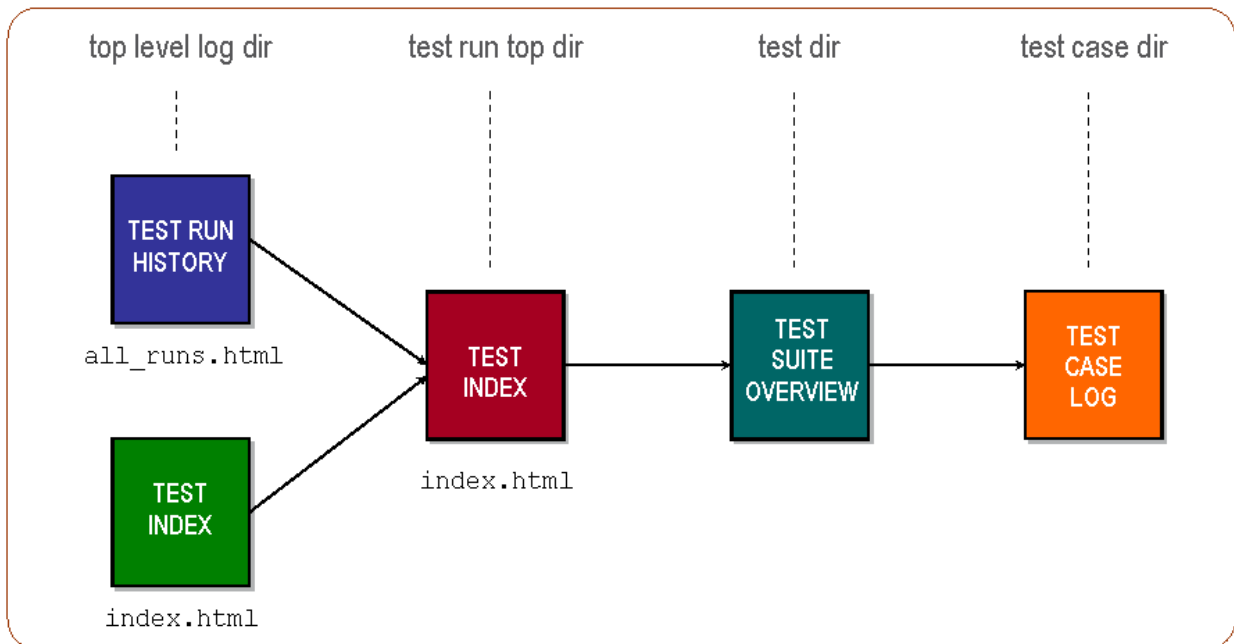 top level log dir
test run top dir
test dir
test case dir
TEST RUN
HISTORY
all_runs.html
TEST
INDEX
index.html
TEST
INDEX
index.html
TEST
SUITE
OVERVIEW
TEST
CASE
LOG